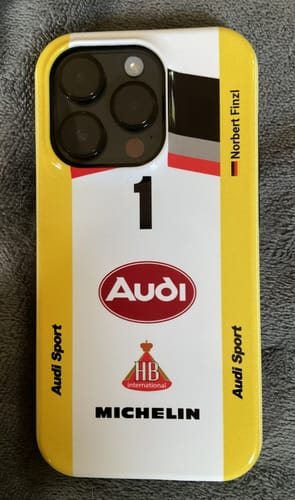 Norbert Finzl
1
Audi
HB
international
MICHELIN
Audi Sport
Audi Sport